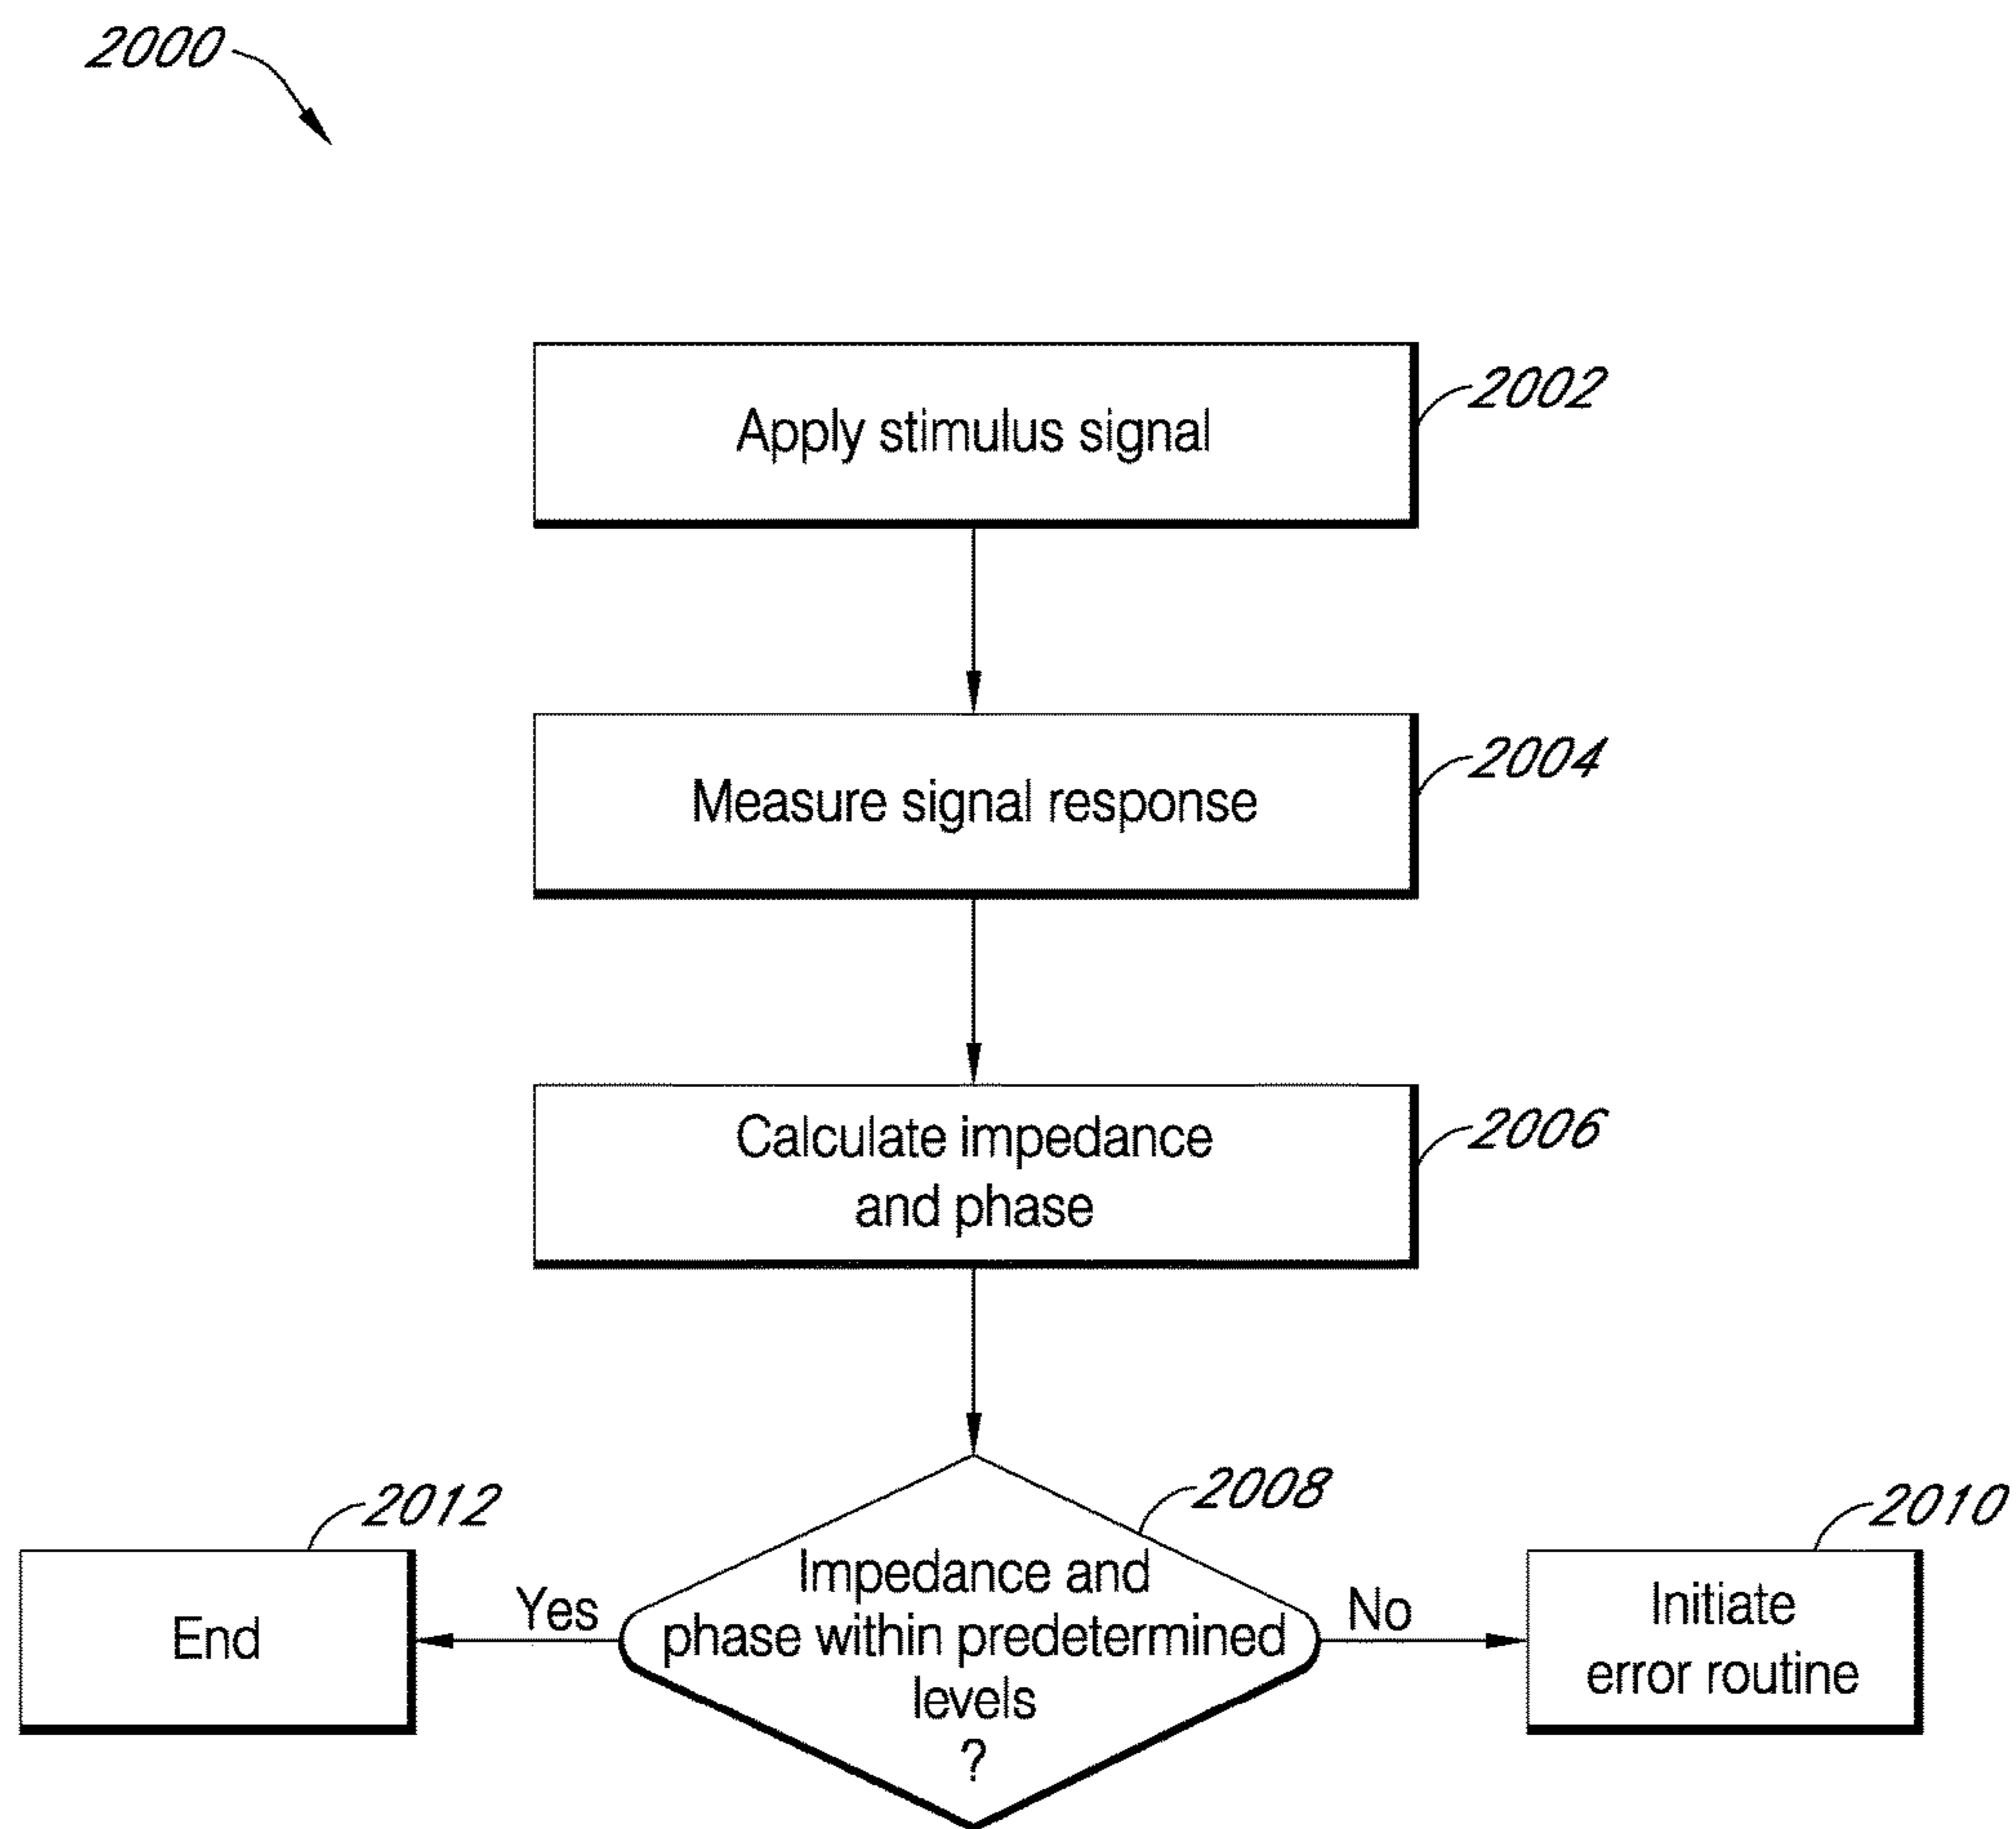 2000
Apply stimulus signal
2002
Measure signal response
2004
Calculate impedance
and phase
2006
2008
Impedance and
phase within predetermined
levels
?
Yes
2012
End
No
2010
Initiate
error routine